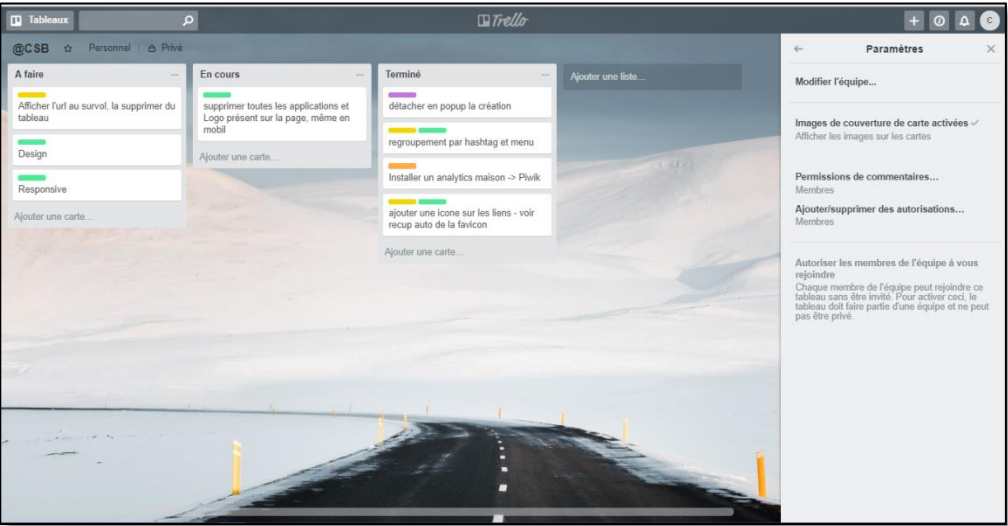 Tableaux
Trello
C
@CSB
Personnel
Privé
A faire
Afficher l'url au survol, la supprimer du
tableau
Design
Responsive
Ajouter une carte...
En cours
supprimer toutes les applications et
Logo présent sur la page, même en
mobil
Ajouter une carte...
Terminé
détacher en popup la création
regroupement par hashtag et menu
Installer un analytics maison -> Piwik
ajouter une icone sur les liens - voir
recup auto de la favicon
Ajouter une carte...
Ajouter une liste...
Paramètres
Modifier l'équipe...
Images de couverture de carte activées
Afficher les images sur les cartes
Permissions de commentaires...
Membres
Ajouter/supprimer des autorisations...
Membres
Autoriser les membres de l'équipe à vous
rejoindre
Chaque membre de l'équipe peut rejoindre ce
tableau sans être invité. Pour activer ceci, le
tableau doit faire partie d'une équipe et ne peut
pas être privé.